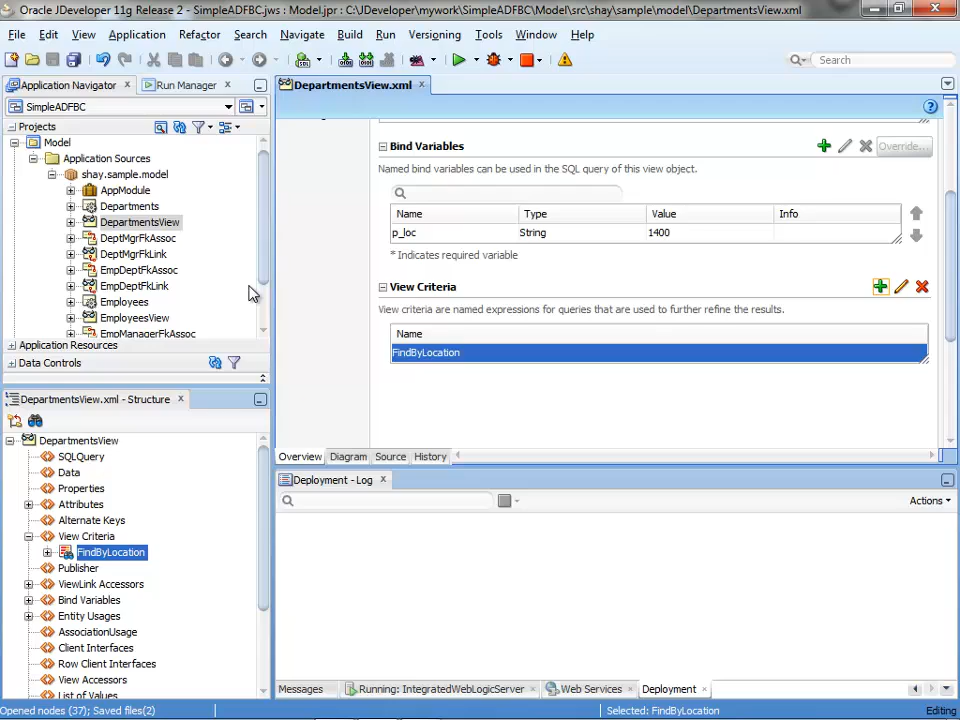 Oracle JDeveloper 11g Release 2 - SimpleADFBC.jws : Model.jpr : C:\JDeveloper\mywork\SimpleADFBC\Model\src\shay\sample\model\DepartmentsView.xml
File Edit View Application Refactor Search Navigate Build Run Versioning Tools Window Help
Search
Application Navigator Run Manager
SimpleADFBC
Projects
Model
Application Sources
shay.sample.model
AppModule
Departments
DepartmentsView
DeptMgrFkAssoc
DeptMgrFkLink
EmpDeptFkAssoc
EmpDeptFkLink
Employees
EmployeesView
EmpManagerFkAssoc
Application Resources
Data Controls
DepartmentsView.xml - Structure
DepartmentsView
SQLQuery
Data
Properties
Attributes
Alternate Keys
View Criteria
FindByLocation
Publisher
ViewLink Accessors
Bind Variables
Entity Usages
AssociationUsage
Client Interfaces
Row Client Interfaces
View Accessors
List of Values
DepartmentsView.xml
Bind Variables
Override...
Named bind variables can be used in the SQL query of this view object.
Name Type Value Info
p_loc String 1400
* Indicates required variable
View Criteria
View criteria are named expressions for queries that are used to further refine the results.
Name
FindByLocation
Overview Diagram Source History
Deployment - Log
Actions
Messages Running: IntegratedWebLogicServer Web Services Deployment
Opened nodes (37); Saved files(2) Selected: FindByLocation Editing